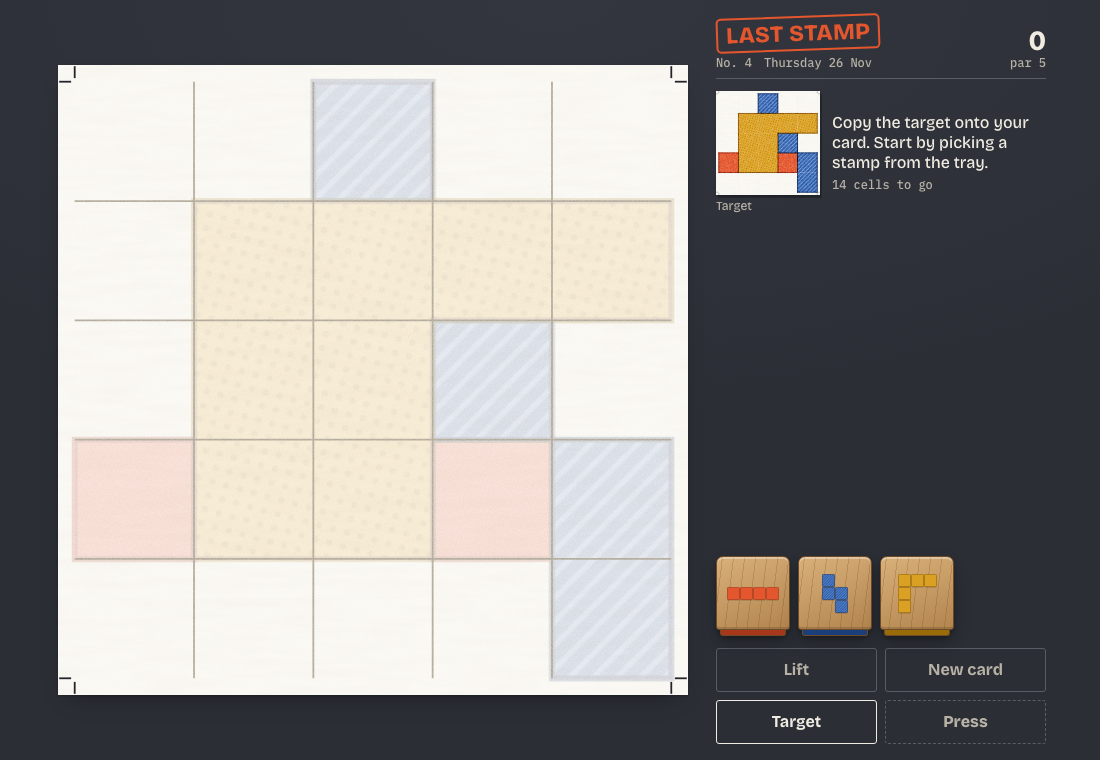 LAST STAMP
0
No. 4 Thursday 26 Nov
par 5
Copy the target onto your
card. Start by picking a
stamp from the tray.
14 cells to go
Target
Lift
New card
Target
Press